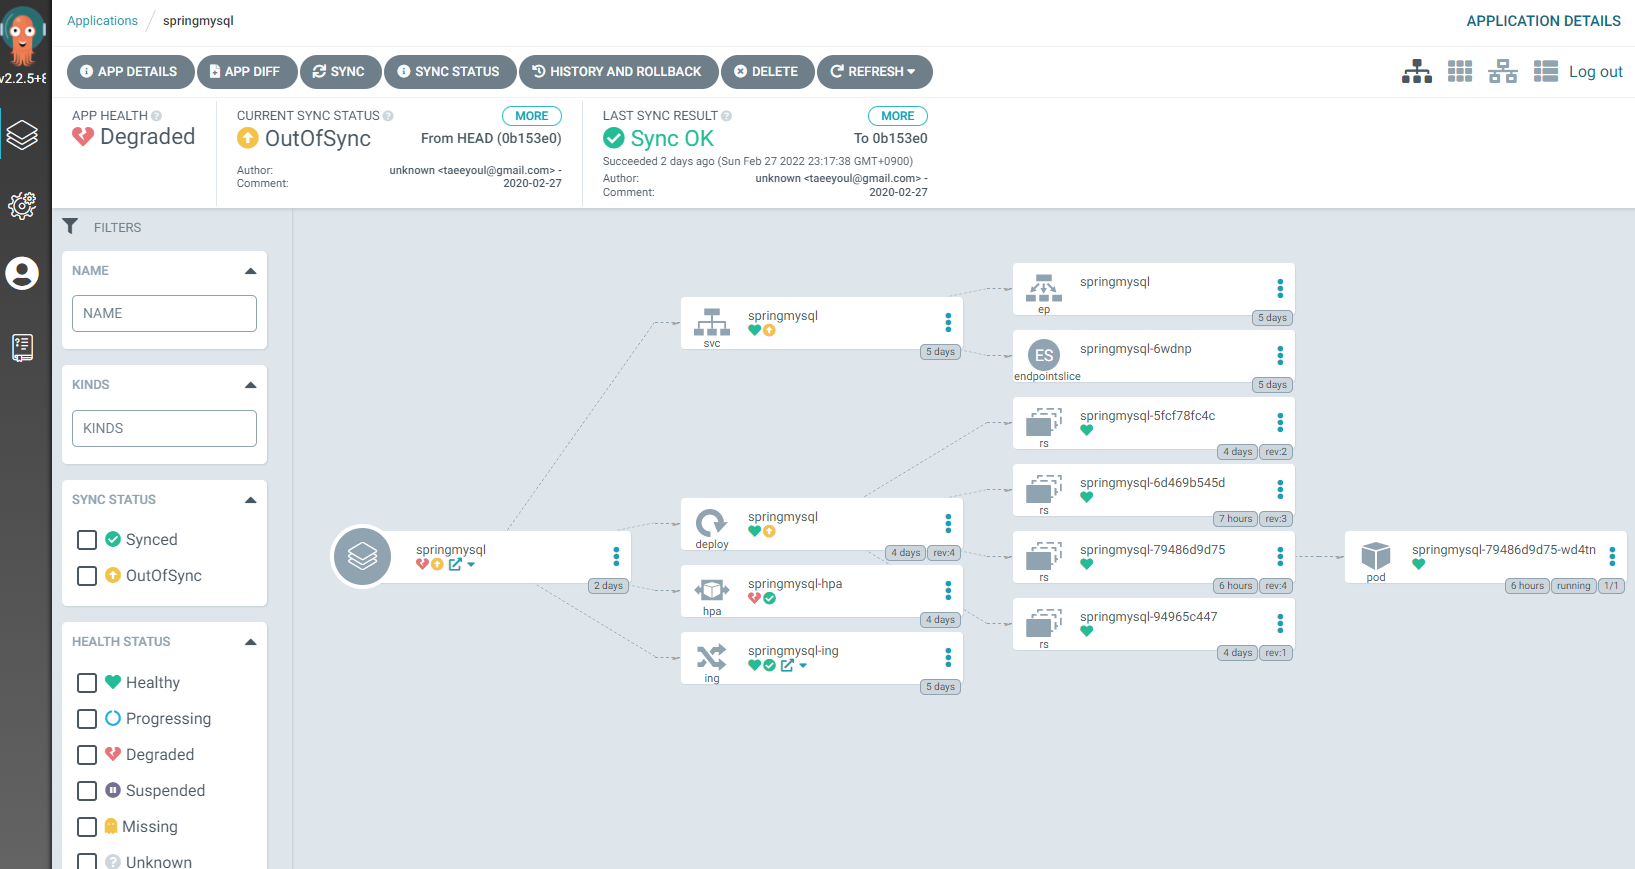 Applications / springmysql
APPLICATION DETAILS
v2.2.5+8
APP DETAILS
APP DIFF
SYNC
SYNC STATUS
HISTORY AND ROLLBACK
DELETE
REFRESH
Log out
APP HEALTH
Degraded
CURRENT SYNC STATUS
MORE
OutOfSync
From HEAD (0b153e0)
Author: unknown <taeeyoul@gmail.com> -
Comment: 2020-02-27
LAST SYNC RESULT
MORE
Sync OK
To 0b153e0
Succeeded 2 days ago (Sun Feb 27 2022 23:17:38 GMT+0900)
Author: unknown <taeeyoul@gmail.com> -
Comment: 2020-02-27
FILTERS
NAME
NAME
KINDS
KINDS
SYNC STATUS
Synced
OutOfSync
HEALTH STATUS
Healthy
Progressing
Degraded
Suspended
Missing
Unknown
springmysql
2 days
springmysql
svc
5 days
springmysql
deploy
4 days rev:4
springmysql-hpa
hpa
4 days
springmysql-ing
ing
5 days
springmysql
ep
5 days
ES
springmysql-6wdnp
endpointslice
5 days
springmysql-5fcf78fc4c
rs
4 days rev:2
springmysql-6d469b545d
rs
7 hours rev:3
springmysql-79486d9d75
rs
6 hours rev:4
springmysql-94965c447
rs
4 days rev:1
springmysql-79486d9d75-wd4tn
pod
6 hours running 1/1